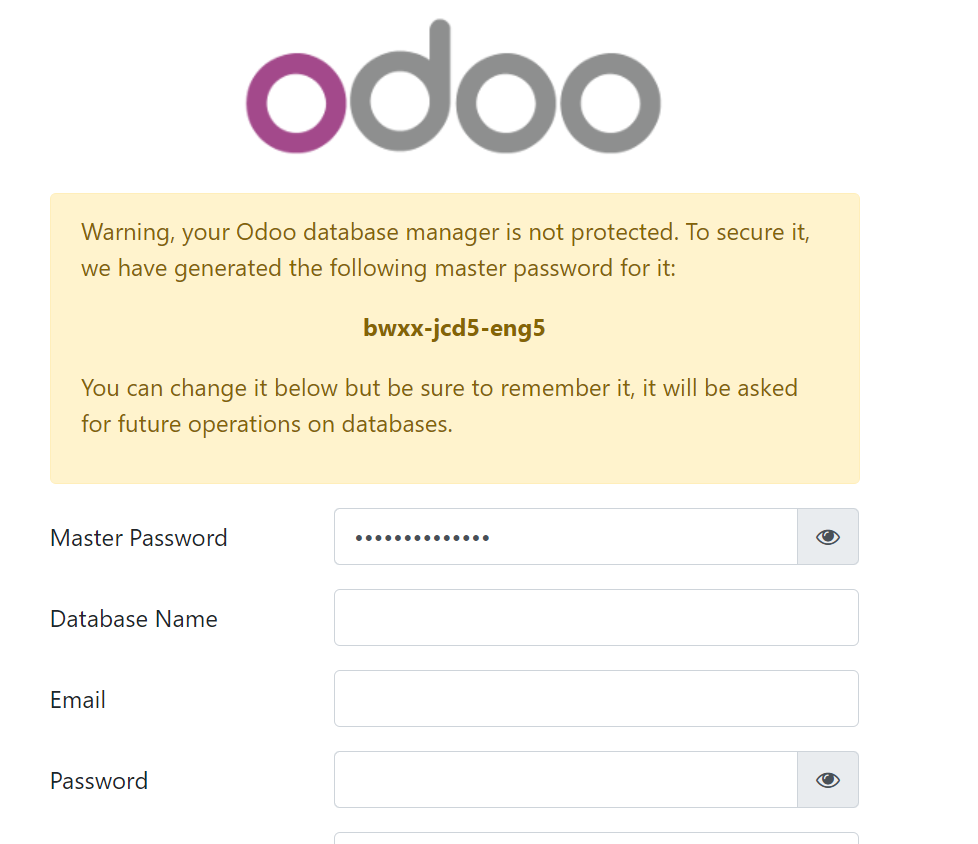 odoo
Warning, your Odoo database manager is not protected. To secure it,
we have generated the following master password for it:
bwxx-jcd5-eng5
You can change it below but be sure to remember it, it will be asked
for future operations on databases.
Master Password ••••••••••••••
Database Name
Email
Password